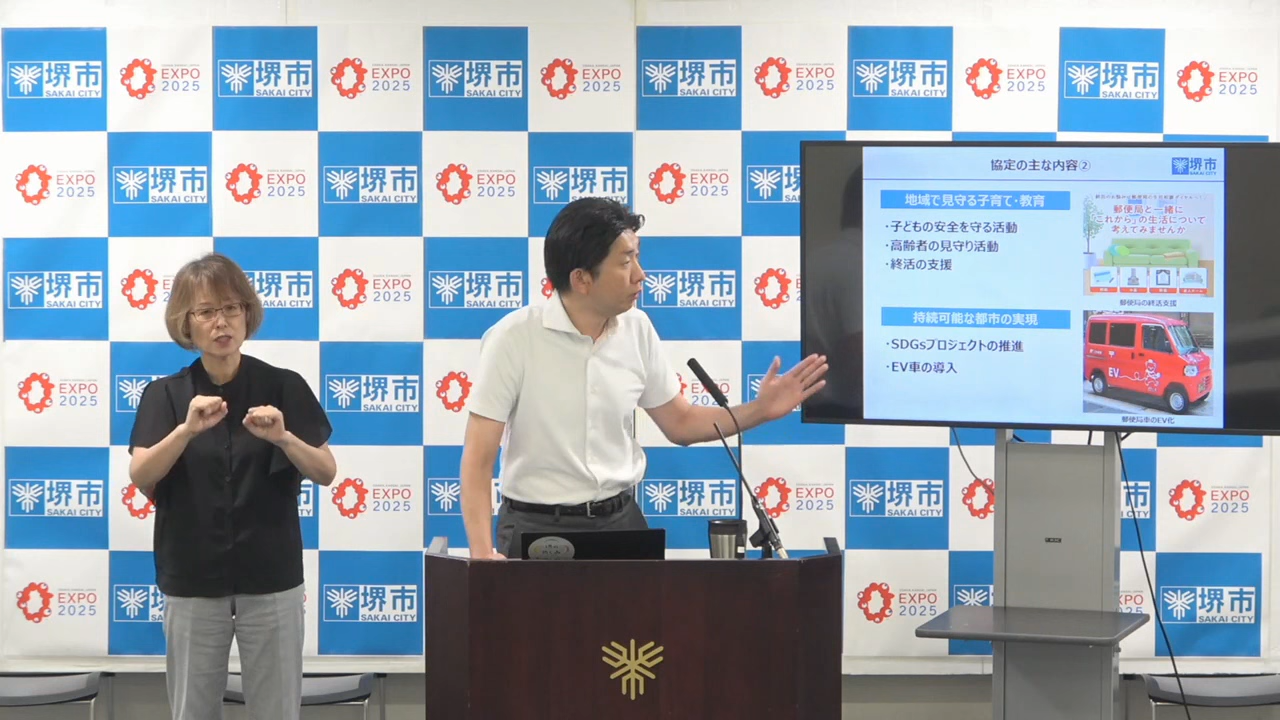 堺市
SAKAI CITY
EXPO
2025
協定の主な内容②
堺市
SAKAI CITY
地域で見守る子育て・教育
・子どもの安全を守る活動
・高齢者の見守り活動
・終活の支援
郵便局と一緒に
"これから"の生活について
考えてみませんか
郵便局の終活支援
持続可能な都市の実現
・SDGsプロジェクトの推進
・EV車の導入
EV
郵便局車のEV化